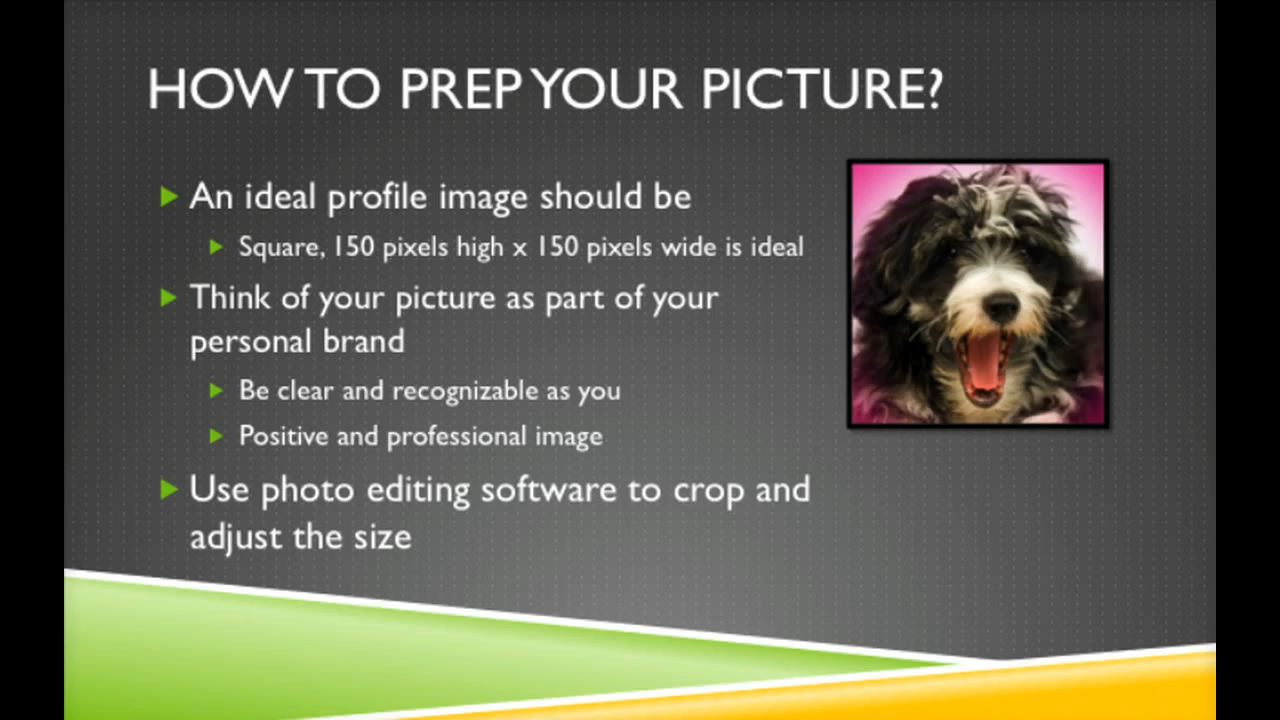 HOW TO PREP YOUR PICTURE?
An ideal profile image should be
Square, 150 pixels high x 150 pixels wide is ideal
Think of your picture as part of your
personal brand
Be clear and recognizable as you
Positive and professional image
Use photo editing software to crop and
adjust the size